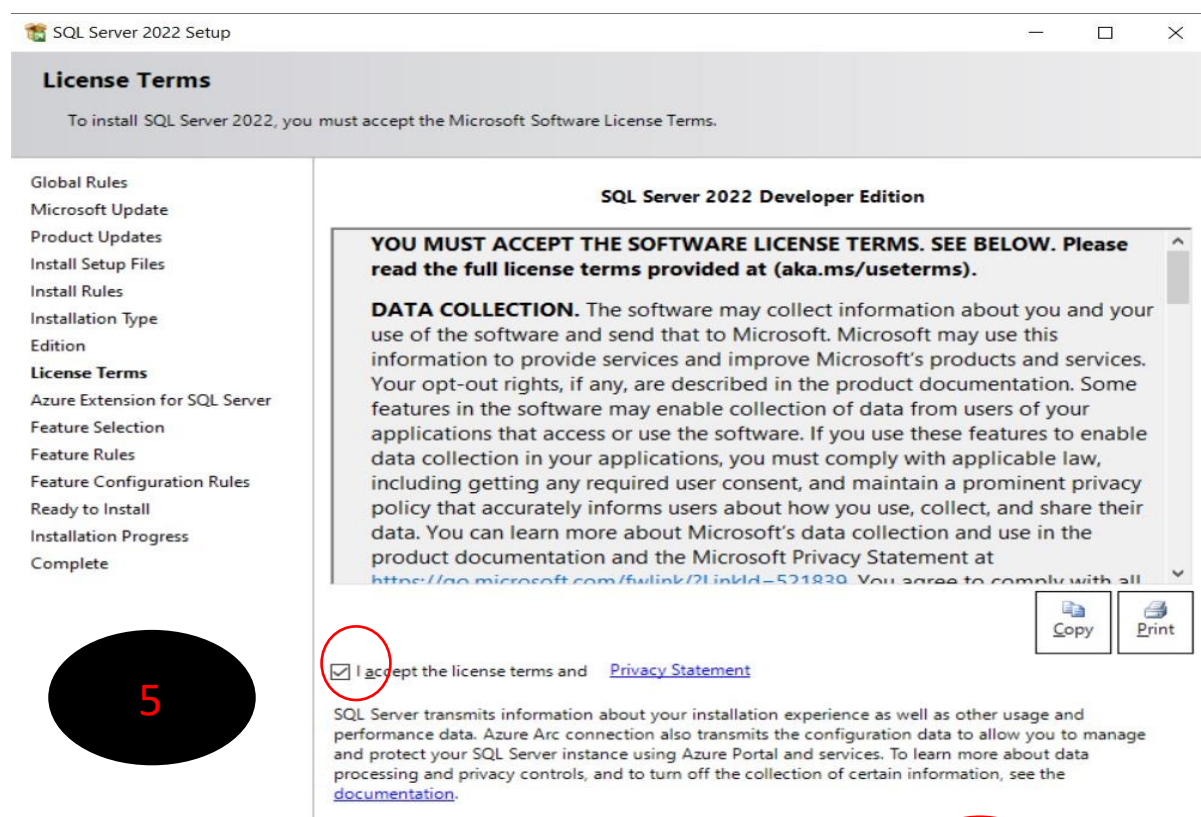 SQL Server 2022 Setup
License Terms
To install SQL Server 2022, you must accept the Microsoft Software License Terms.
Global Rules
Microsoft Update
Product Updates
Install Setup Files
Install Rules
Installation Type
Edition
License Terms
Azure Extension for SQL Server
Feature Selection
Feature Rules
Feature Configuration Rules
Ready to Install
Installation Progress
Complete
5
SQL Server 2022 Developer Edition
YOU MUST ACCEPT THE SOFTWARE LICENSE TERMS. SEE BELOW. Please
read the full license terms provided at (aka.ms/useterms).
DATA COLLECTION. The software may collect information about you and your
use of the software and send that to Microsoft. Microsoft may use this
information to provide services and improve Microsoft's products and services.
Your opt-out rights, if any, are described in the product documentation. Some
features in the software may enable collection of data from users of your
applications that access or use the software. If you use these features to enable
data collection in your applications, you must comply with applicable law,
including getting any required user consent, and maintain a prominent privacy
policy that accurately informs users about how you use, collect, and share their
data. You can learn more about Microsoft's data collection and use in the
product documentation and the Microsoft Privacy Statement at
https://go.microsoft.com/fwlink/?LinkId=521839. You agree to comply with all
Copy
Print
I accept the license terms and Privacy Statement
SQL Server transmits information about your installation experience as well as other usage and
performance data. Azure Arc connection also transmits the configuration data to allow you to manage
and protect your SQL Server instance using Azure Portal and services. To learn more about data
processing and privacy controls, and to turn off the collection of certain information, see the
documentation.